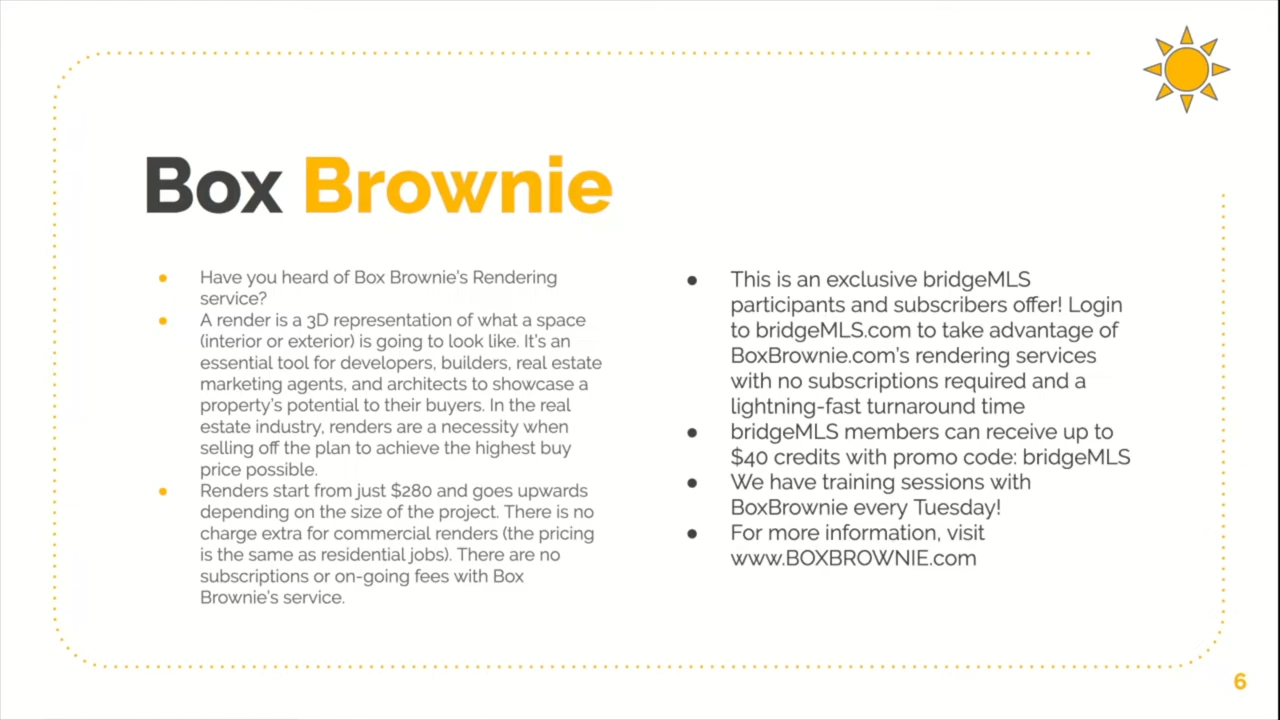 Box Brownie
● Have you heard of Box Brownie's Rendering
service?
● A render is a 3D representation of what a space
(interior or exterior) is going to look like. It's an
essential tool for developers, builders, real estate
marketing agents, and architects to showcase a
property's potential to their buyers. In the real
estate industry, renders are a necessity when
selling off the plan to achieve the highest buy
price possible.
● Renders start from just $280 and goes upwards
depending on the size of the project. There is no
charge extra for commercial renders (the pricing
is the same as residential jobs). There are no
subscriptions or on-going fees with Box
Brownie's service.
● This is an exclusive bridgeMLS
participants and subscribers offer! Login
to bridgeMLS.com to take advantage of
BoxBrownie.com's rendering services
with no subscriptions required and a
lightning-fast turnaround time
● bridgeMLS members can receive up to
$40 credits with promo code: bridgeMLS
● We have training sessions with
BoxBrownie every Tuesday!
● For more information, visit
www.BOXBROWNIE.com
6